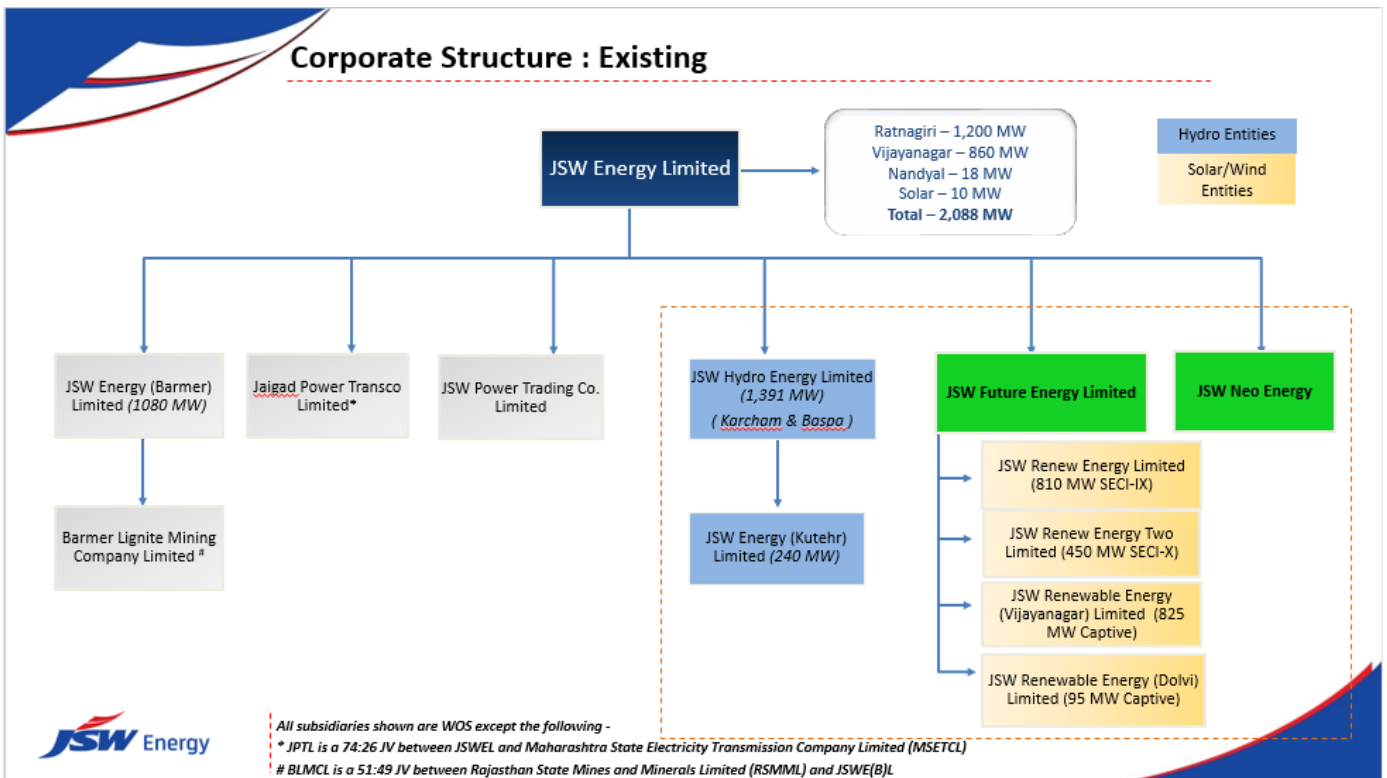 Corporate Structure : Existing
JSW Energy Limited
Ratnagiri – 1,200 MW
Vijayanagar – 860 MW
Nandyal – 18 MW
Solar – 10 MW
Total – 2,088 MW
Hydro Entities
Solar/Wind
Entities
JSW Energy (Barmer)
Limited (1080 MW)
Jaigad Power Transco
Limited*
JSW Power Trading Co.
Limited
JSW Hydro Energy Limited
(1,391 MW)
( Karcham & Baspa )
JSW Future Energy Limited
JSW Neo Energy
Barmer Lignite Mining
Company Limited #
JSW Energy (Kutehr)
Limited (240 MW)
JSW Renew Energy Limited
(810 MW SECI-IX)
JSW Renew Energy Two
Limited (450 MW SECI-X)
JSW Renewable Energy
(Vijayanagar) Limited (825
MW Captive)
JSW Renewable Energy (Dolvi)
Limited (95 MW Captive)
JSW Energy
All subsidiaries shown are WOS except the following -
* JPTL is a 74:26 JV between JSWEL and Maharashtra State Electricity Transmission Company Limited (MSETCL)
# BLMCL is a 51:49 JV between Rajasthan State Mines and Minerals Limited (RSMML) and JSWE(B)L